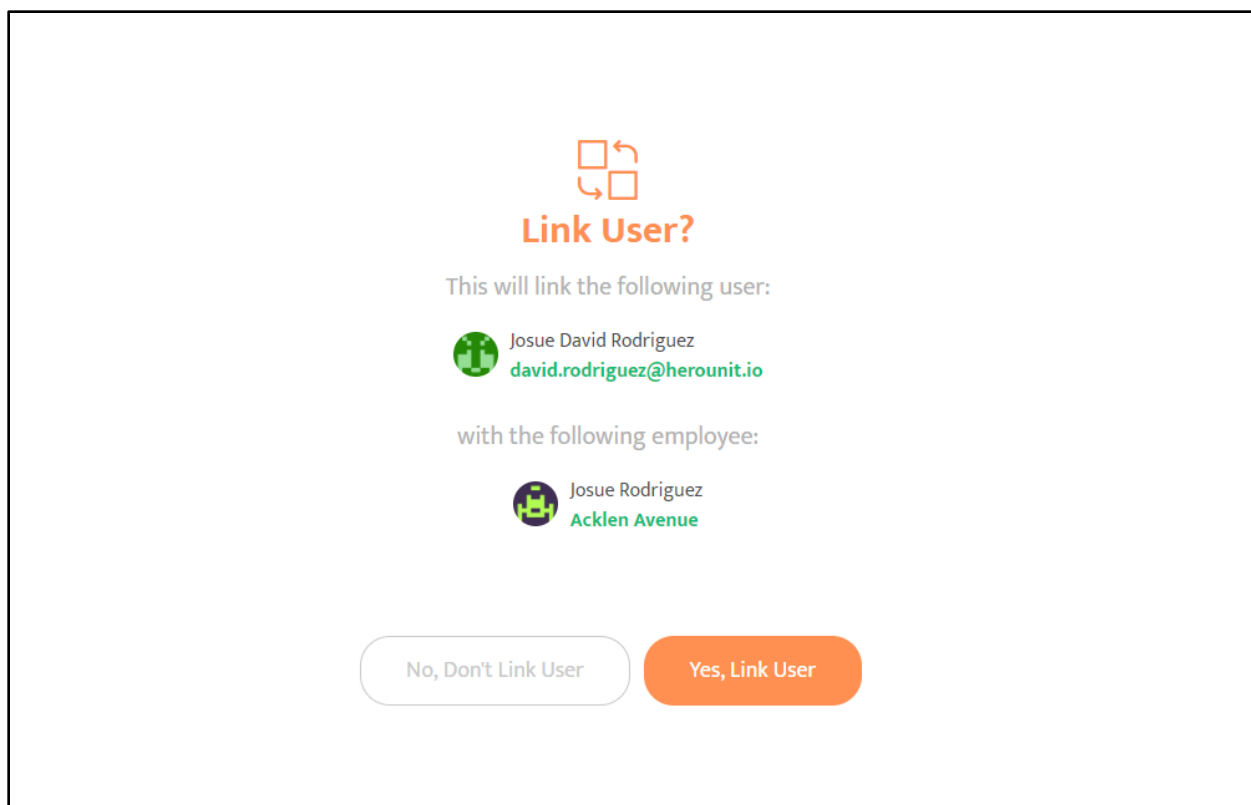 Link User?
This will link the following user:
Josue David Rodriguez
david.rodriguez@herounit.io
with the following employee:
Josue Rodriguez
Acklen Avenue
No, Don't Link User
Yes, Link User